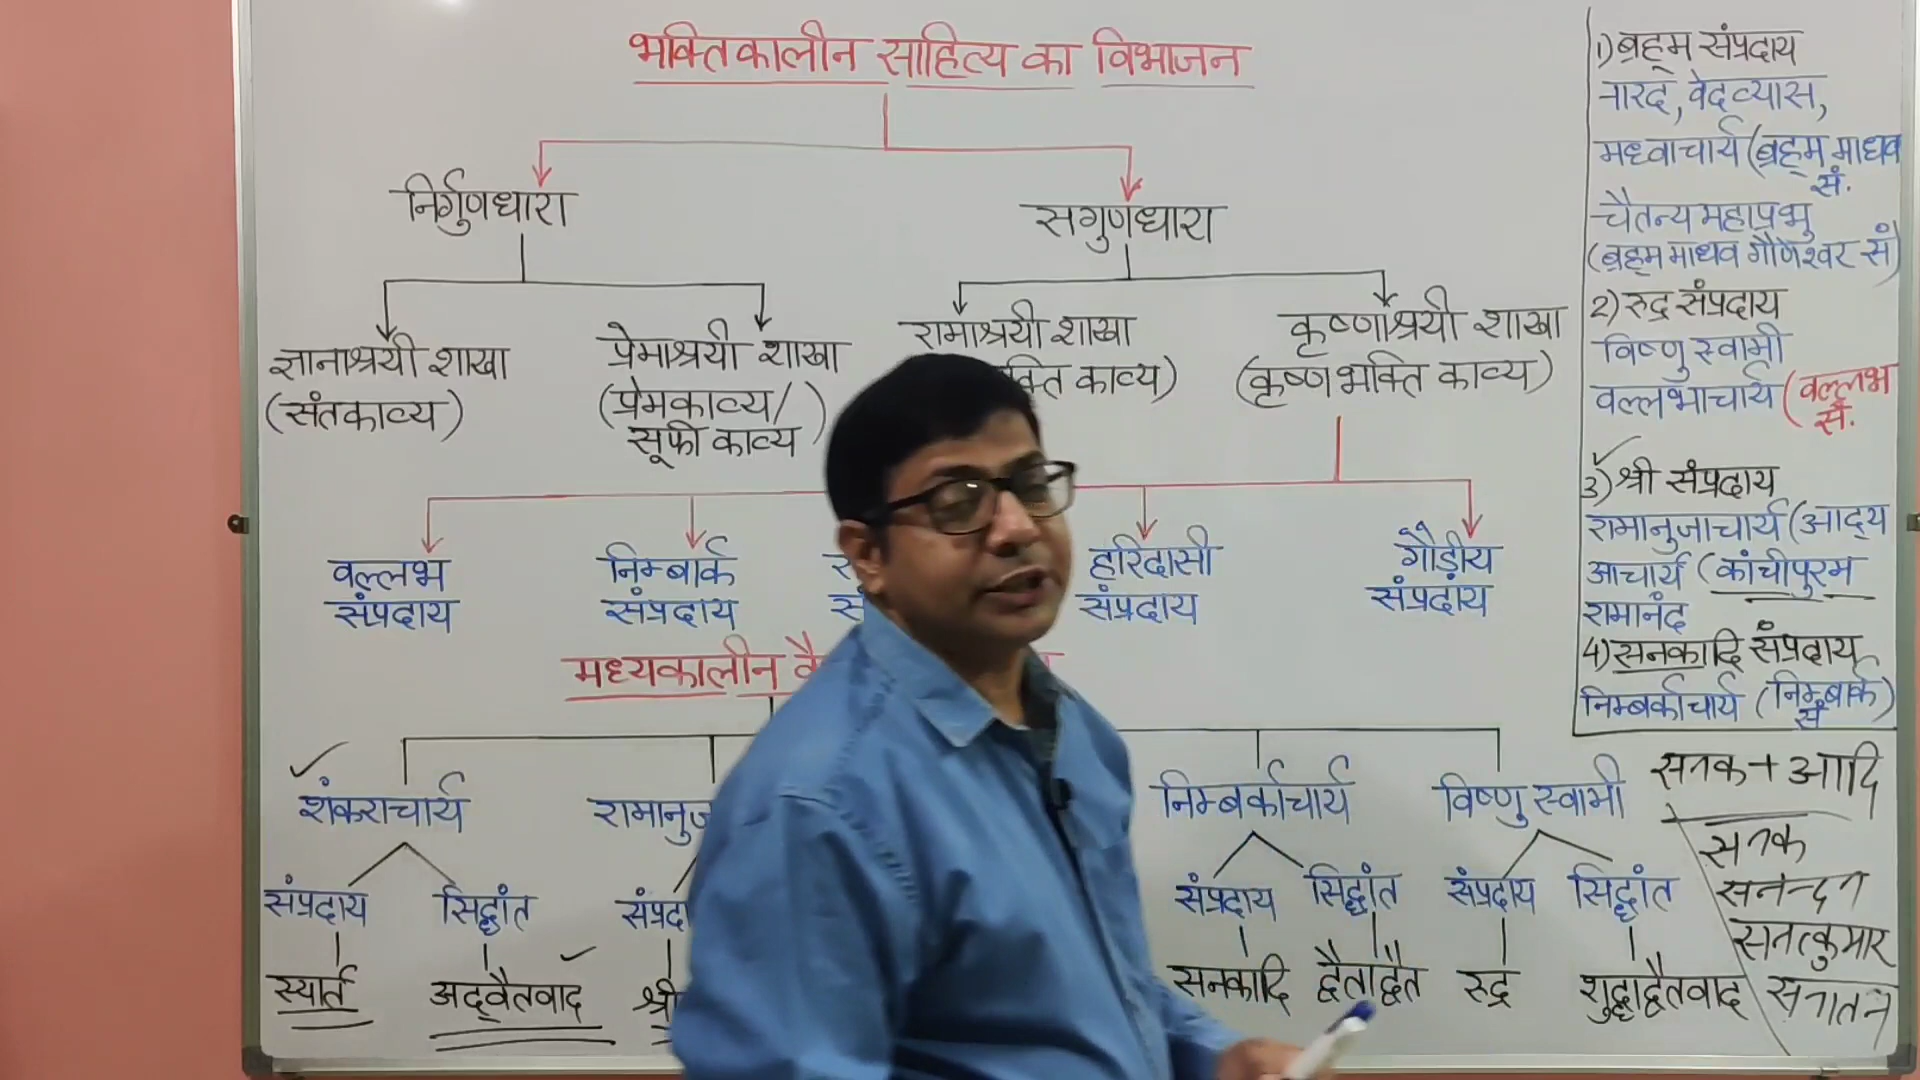 भक्तिकालीन साहित्य का विभाजन
निर्गुणधारा
सगुणधारा
ज्ञानाश्रयी शाखा
(संतकाव्य)
प्रेमाश्रयी शाखा
(प्रेमकाव्य/
सूफी काव्य)
रामाश्रयी शाखा
काव्य)
कृष्णाश्रयी शाखा
(कृष्णभक्ति काव्य)
वल्लभ
संप्रदाय
निम्बार्क
संप्रदाय
हरिदासी
संप्रदाय
गौड़ीय
संप्रदाय
मध्यकालीन
शंकराचार्य
संप्रदाय
सिद्धांत
स्मार्त
अद्वैतवाद
श्री
निम्बर्काचार्य
संप्रदाय
सिद्धांत
सनकादि
द्वैताद्वैत
विष्णु स्वामी
संप्रदाय
सिद्धांत
रुद्र
शुद्धाद्वैतवाद
1) ब्रह्म संप्रदाय
नारद, वेदव्यास,
मध्वाचार्य (ब्रह्म माधव
सं.
चैतन्य महाप्रभु
(ब्रह्म माधव गौणेश्वर सं)
2) रुद्र संप्रदाय
विष्णु स्वामी
वल्लभाचार्य (वल्लभ
सं.
3) श्री संप्रदाय
रामानुजाचार्य (आद्य
आचार्य (कांचीपुरम
रामानंद
4) सनकादि संप्रदाय
निम्बर्काचार्य (निम्बार्क)
सं
सनक + आदि
सनक
सनन्दन
सनत्कुमार
सनातन